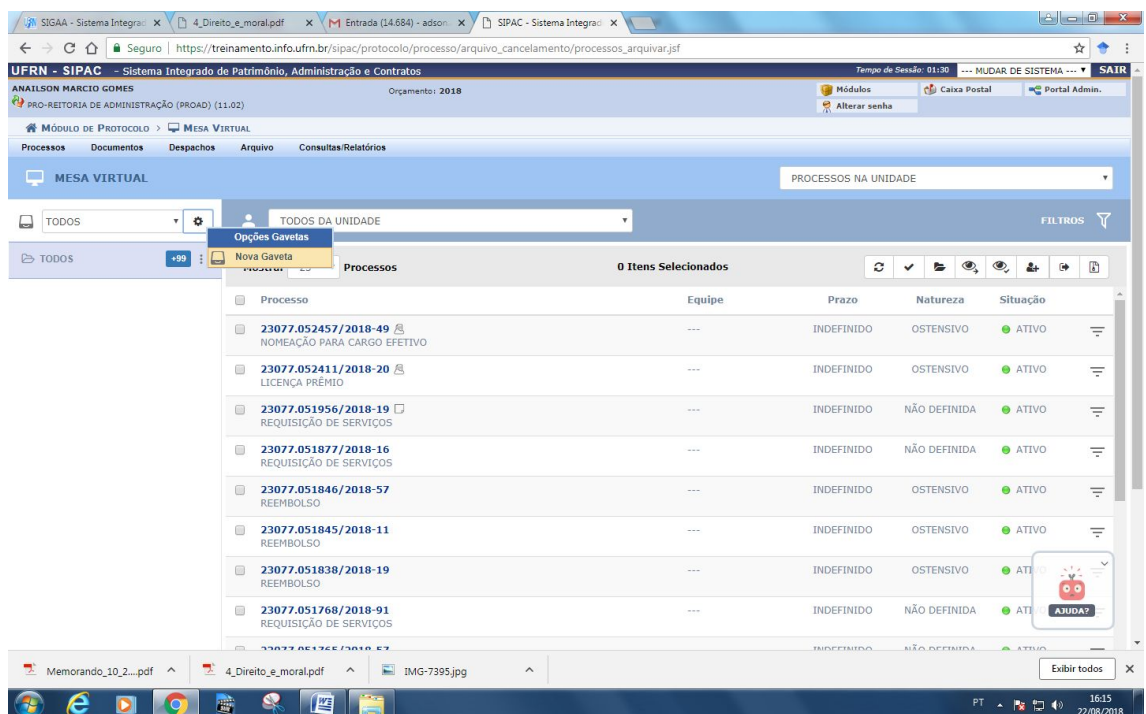 SIGAA - Sistema Integrad
4_Direito_e_moral.pdf
Entrada (14.684) - adson
SIPAC - Sistema Integrad
Seguro | https://treinamento.info.ufrn.br/sipac/protocolo/processo/arquivo_cancelamento/processos_arquivar.jsf
UFRN - SIPAC - Sistema Integrado de Patrimônio, Administração e Contratos
Tempo de Sessão: 01:30 --- MUDAR DE SISTEMA --- SAIR
ANAILSON MARCIO GOMES
Orçamento: 2018
Módulos Caixa Postal Portal Admin.
PRO-REITORIA DE ADMINISTRAÇÃO (PROAD) (11.02)
Alterar senha
MÓDULO DE PROTOCOLO > MESA VIRTUAL
Processos Documentos Despachos Arquivo Consultas/Relatórios
MESA VIRTUAL
PROCESSOS NA UNIDADE
TODOS
TODOS DA UNIDADE
FILTROS
Opções Gavetas
TODOS +99
Nova Gaveta
Processos
0 Itens Selecionados
Processo Equipe Prazo Natureza Situação
23077.052457/2018-49 --- INDEFINIDO OSTENSIVO ATIVO
NOMEAÇÃO PARA CARGO EFETIVO
23077.052411/2018-20 --- INDEFINIDO OSTENSIVO ATIVO
LICENÇA PRÊMIO
23077.051956/2018-19 --- INDEFINIDO NÃO DEFINIDA ATIVO
REQUISIÇÃO DE SERVIÇOS
23077.051877/2018-16 --- INDEFINIDO NÃO DEFINIDA ATIVO
REQUISIÇÃO DE SERVIÇOS
23077.051846/2018-57 --- INDEFINIDO OSTENSIVO ATIVO
REEMBOLSO
23077.051845/2018-11 --- INDEFINIDO OSTENSIVO ATIVO
REEMBOLSO
23077.051838/2018-19 --- INDEFINIDO OSTENSIVO ATI
REEMBOLSO
23077.051768/2018-91 --- INDEFINIDO NÃO DEFINIDA ATI
REQUISIÇÃO DE SERVIÇOS
AJUDA?
Memorando_10_2....pdf
4_Direito_e_moral.pdf
IMG-7395.jpg
Exibir todos
PT
16:15
22/08/2018